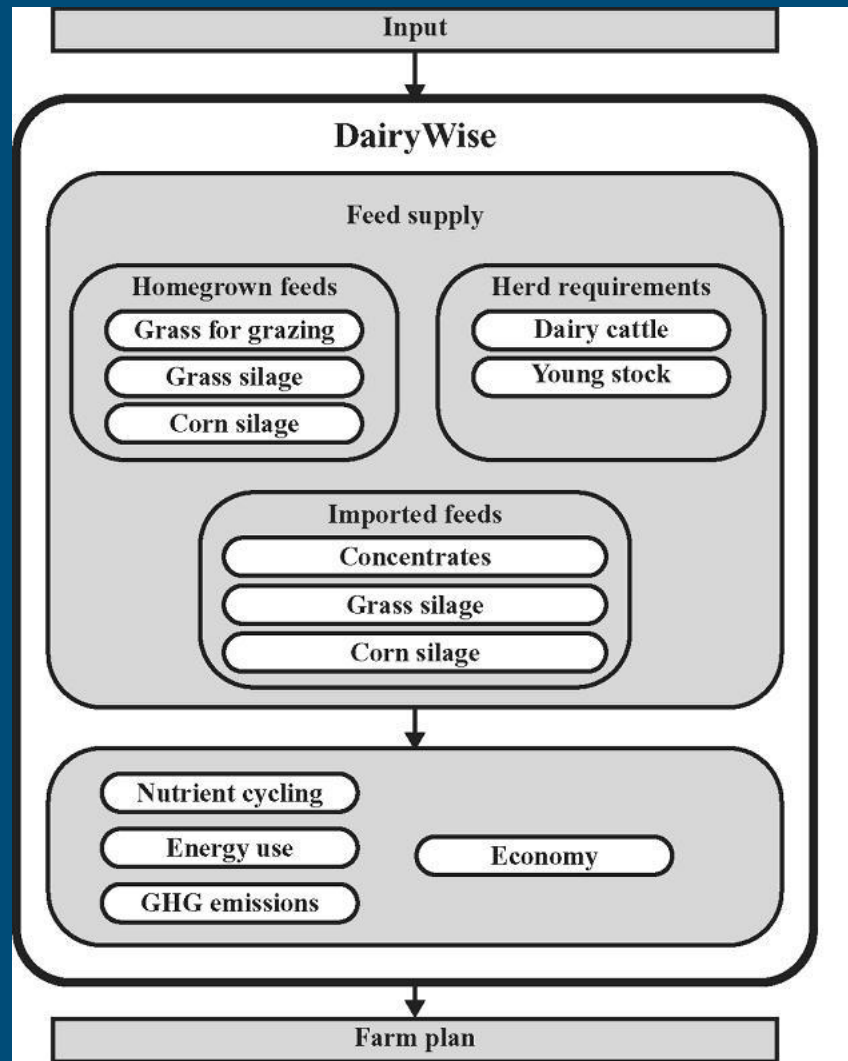 Input
DairyWise
Feed supply
Homegrown feeds
Grass for grazing
Grass silage
Corn silage
Herd requirements
Dairy cattle
Young stock
Imported feeds
Concentrates
Grass silage
Corn silage
Nutrient cycling
Energy use
GHG emissions
Economy
Farm plan